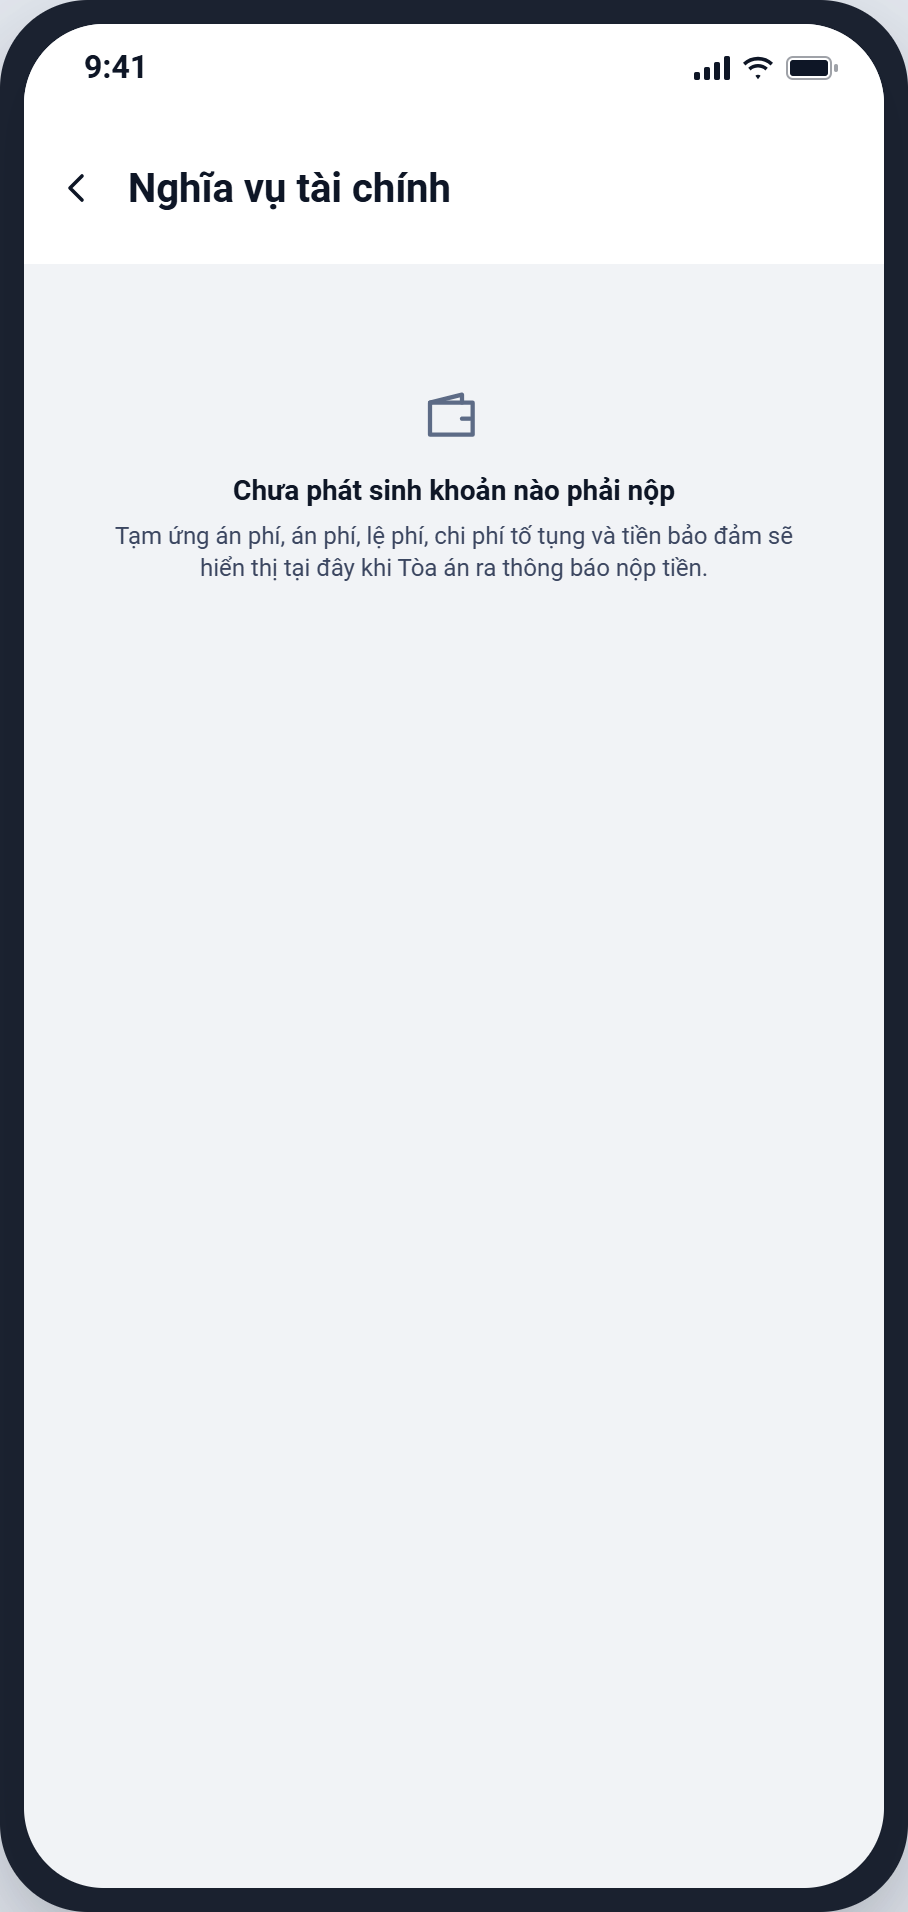 9:41
Nghĩa vụ tài chính
Chưa phát sinh khoản nào phải nộp
Tạm ứng án phí, án phí, lệ phí, chi phí tố tụng và tiền bảo đảm sẽ
hiển thị tại đây khi Tòa án ra thông báo nộp tiền.